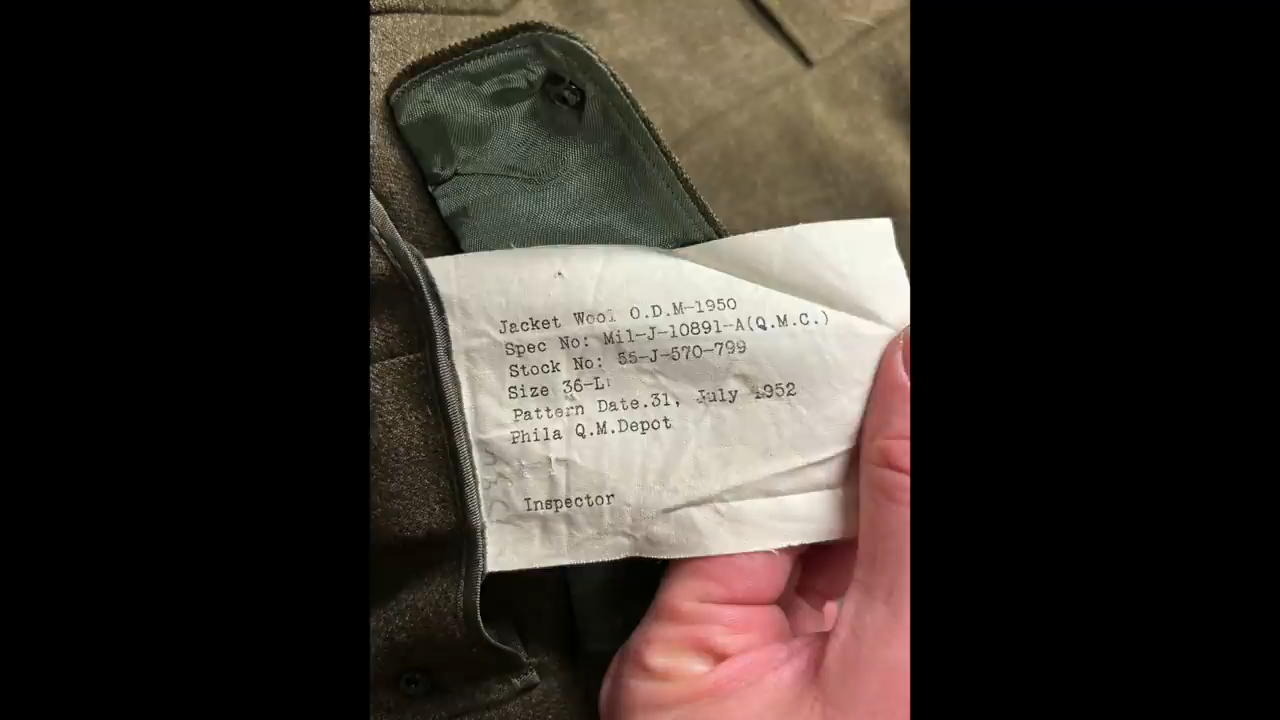 Jacket Wool O.D.M-1950
Spec No: Mil-J-10891-A(Q.M.C.)
Stock No: 55-J-570-799
Size 36-L
Pattern Date.31, July 1952
Phila Q.M.Depot
Inspector